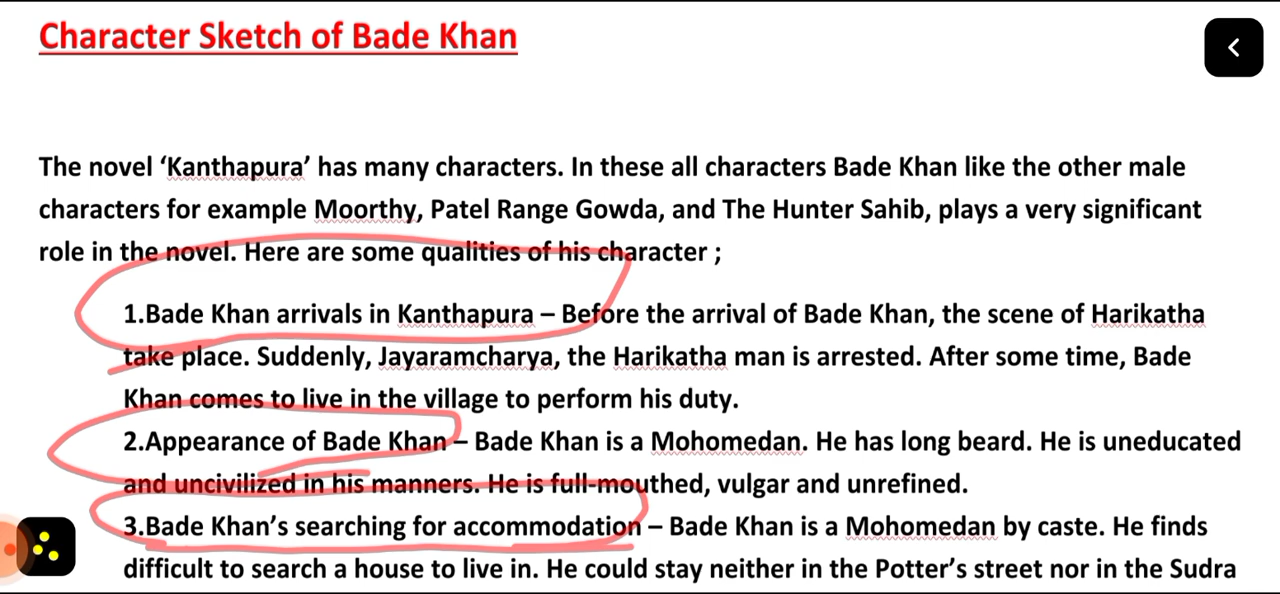 Character Sketch of Bade Khan
The novel ‘Kanthapura’ has many characters. In these all characters Bade Khan like the other male
characters for example Moorthy, Patel Range Gowda, and The Hunter Sahib, plays a very significant
role in the novel. Here are some qualities of his character ;
1.Bade Khan arrivals in Kanthapura – Before the arrival of Bade Khan, the scene of Harikatha
take place. Suddenly, Jayaramcharya, the Harikatha man is arrested. After some time, Bade
Khan comes to live in the village to perform his duty.
2.Appearance of Bade Khan – Bade Khan is a Mohomedan. He has long beard. He is uneducated
and uncivilized in his manners. He is full-mouthed, vulgar and unrefined.
3.Bade Khan’s searching for accommodation – Bade Khan is a Mohomedan by caste. He finds
difficult to search a house to live in. He could stay neither in the Potter’s street nor in the Sudra